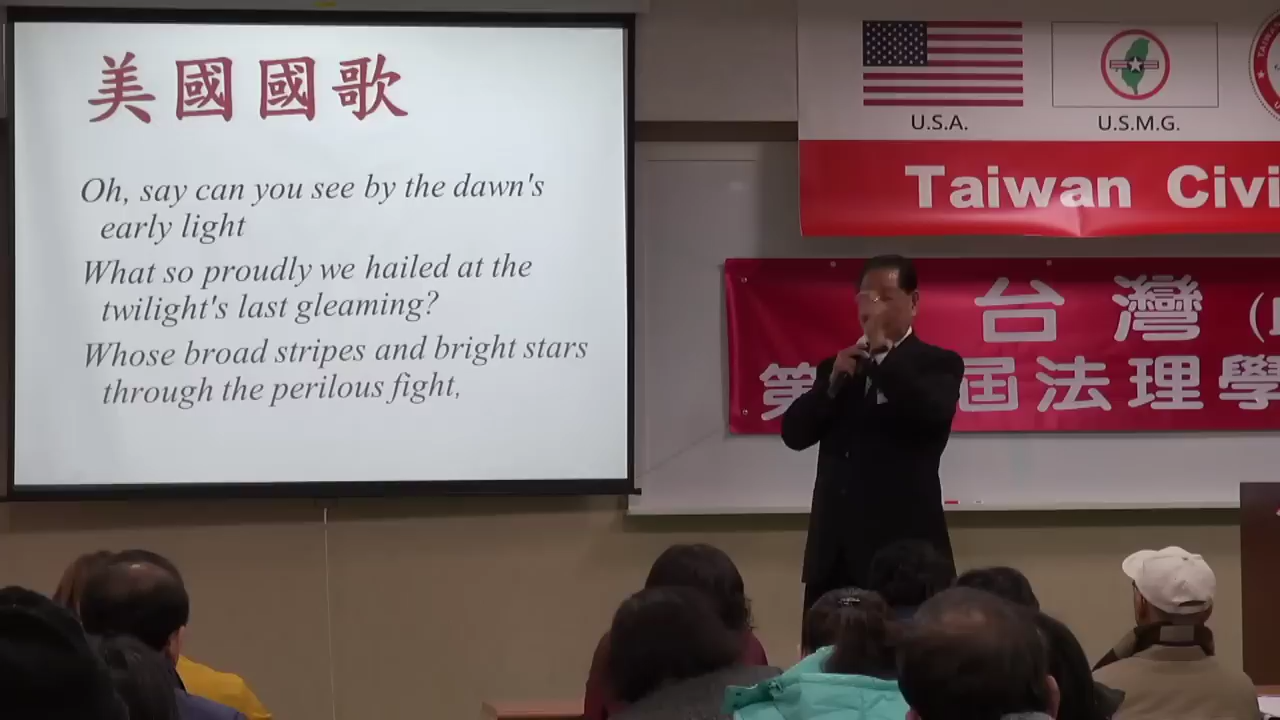 美國國歌
Oh, say can you see by the dawn's
early light
What so proudly we hailed at the
twilight's last gleaming?
Whose broad stripes and bright stars
through the perilous fight,
U.S.A.
U.S.M.G.
Taiwan Civi
台灣(
第 屆法理學